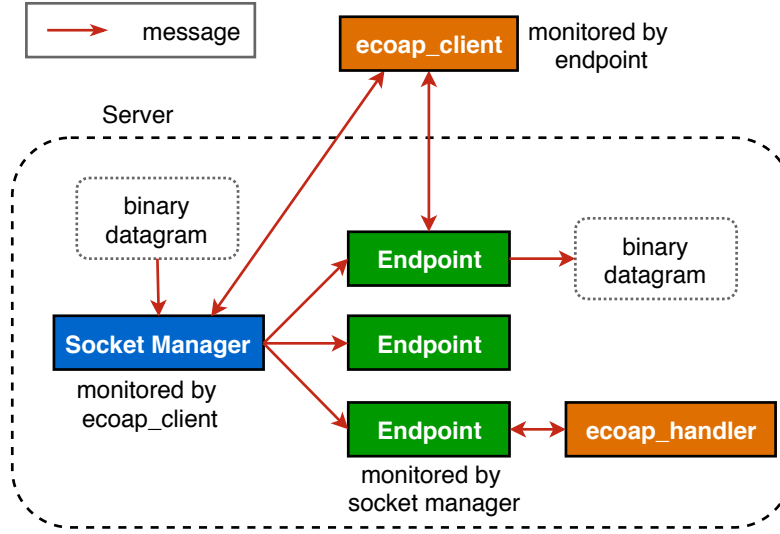 message
ecoap_client
monitored by
endpoint
Server
binary
datagram
Endpoint
binary
datagram
Socket Manager
Endpoint
monitored by
ecoap_client
Endpoint
ecoap_handler
monitored by
socket manager